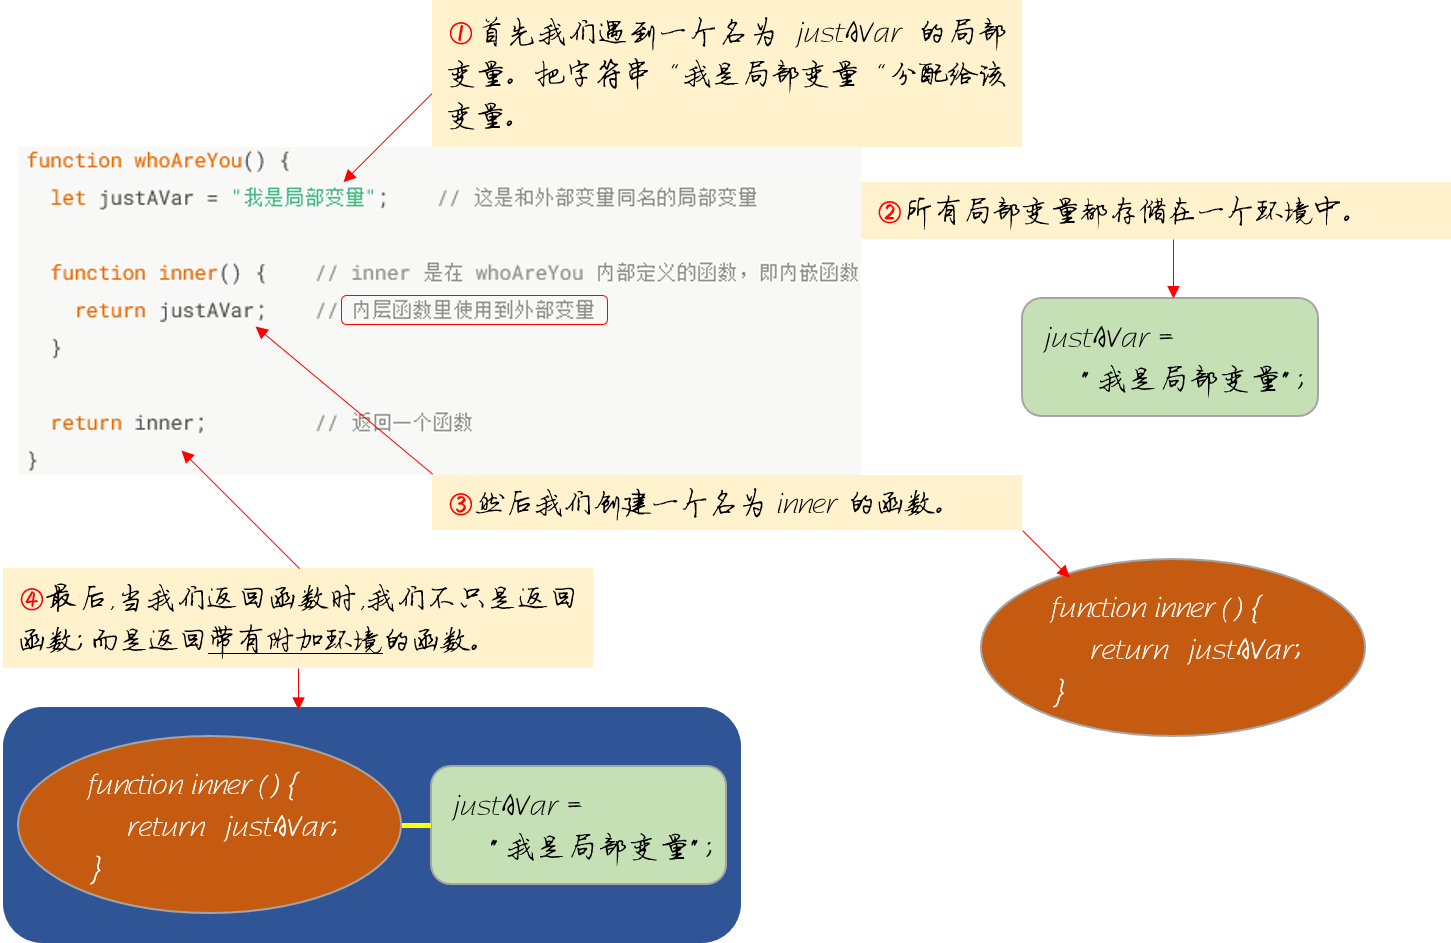 ①首先我们遇到一个名为 justAVar 的局部
变量。把字符串“我是局部变量“分配给该
变量。
function whoAreYou() {
let justAVar = "我是局部变量"; // 这是和外部变量同名的局部变量
②所有局部变量都存储在一个环境中。
function inner() { // inner 是在 whoAreYou 内部定义的函数，即内嵌函数
return justAVar; // 内层函数里使用到外部变量
}
return inner; // 返回一个函数
}
justAVar =
"我是局部变量";
③然后我们创建一个名为 inner 的函数。
function inner () {
return justAVar;
}
④最后,当我们返回函数时,我们不只是返回
函数;而是返回带有附加环境的函数。
function inner () {
return justAVar;
}
justAVar =
"我是局部变量";